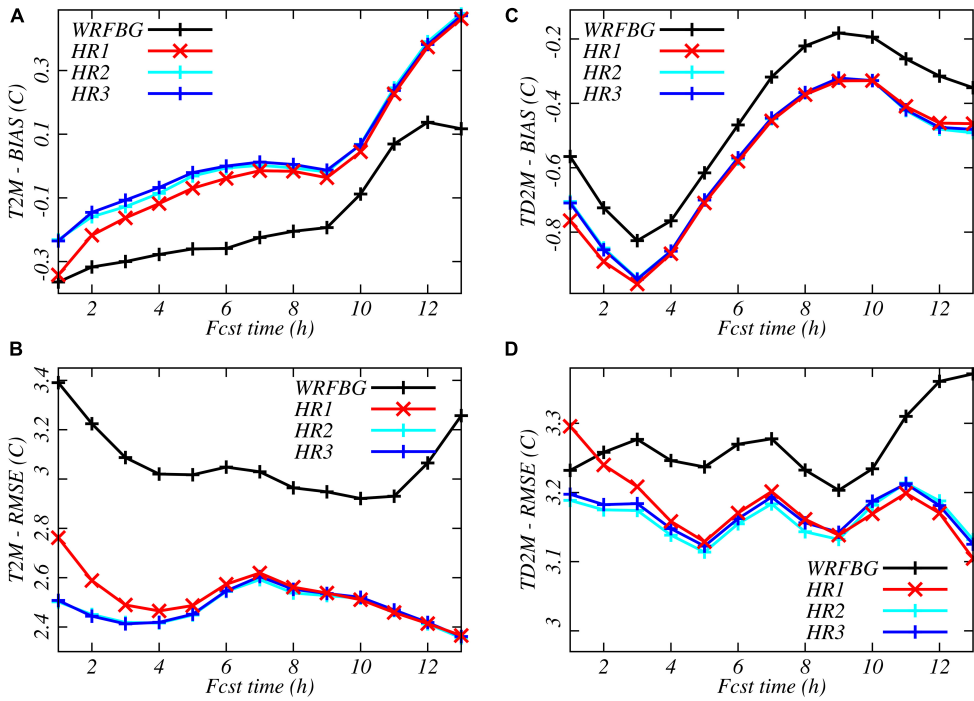 A
WRFBG
HR1
HR2
HR3
T2M - BIAS (C)
0.3
0.1
-0.1
-0.3
2 4 6 8 10 12
Fcst time (h)
C
WRFBG
HR1
HR2
HR3
TD2M - BIAS (C)
-0.2
-0.4
-0.6
-0.8
2 4 6 8 10 12
Fcst time (h)
B
WRFBG
HR1
HR2
HR3
T2M - RMSE (C)
3.4
3.2
3
2.8
2.6
2.4
2 4 6 8 10 12
Fcst time (h)
D
TD2M - RMSE (C)
3.3
3.2
3.1
3
WRFBG
HR1
HR2
HR3
2 4 6 8 10 12
Fcst time (h)